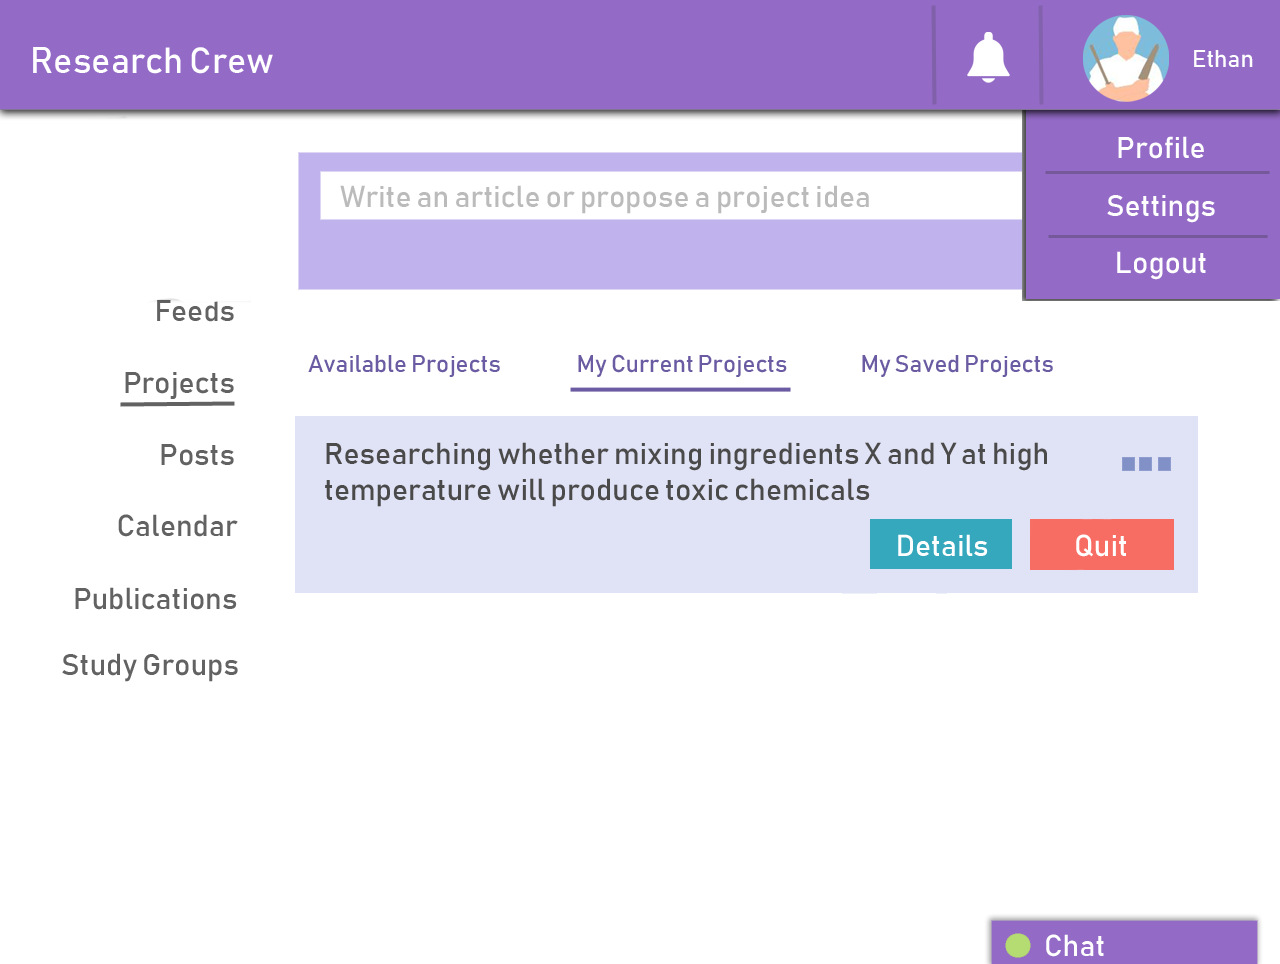 Research Crew
Ethan
Profile
Settings
Logout
Write an article or propose a project idea
Feeds
Projects
Posts
Calendar
Publications
Study Groups
Available Projects
My Current Projects
My Saved Projects
Researching whether mixing ingredients X and Y at high
temperature will produce toxic chemicals
Details
Quit
Chat